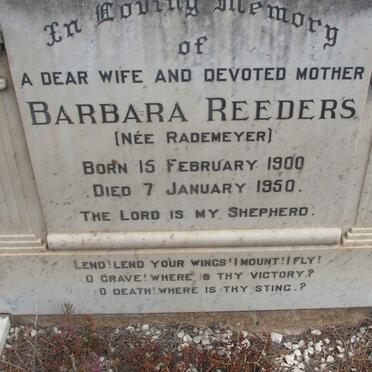 In Loving Memory
of
A DEAR WIFE AND DEVOTED MOTHER
BARBARA REEDERS
(NÉE RADEMEYER)
BORN 15 FEBRUARY 1900
DIED 7 JANUARY 1950.
THE LORD IS MY SHEPHERD.
LEND! LEND YOUR WINGS! I MOUNT! I FLY!
O GRAVE! WHERE IS THY VICTORY?
O DEATH! WHERE IS THY STING?